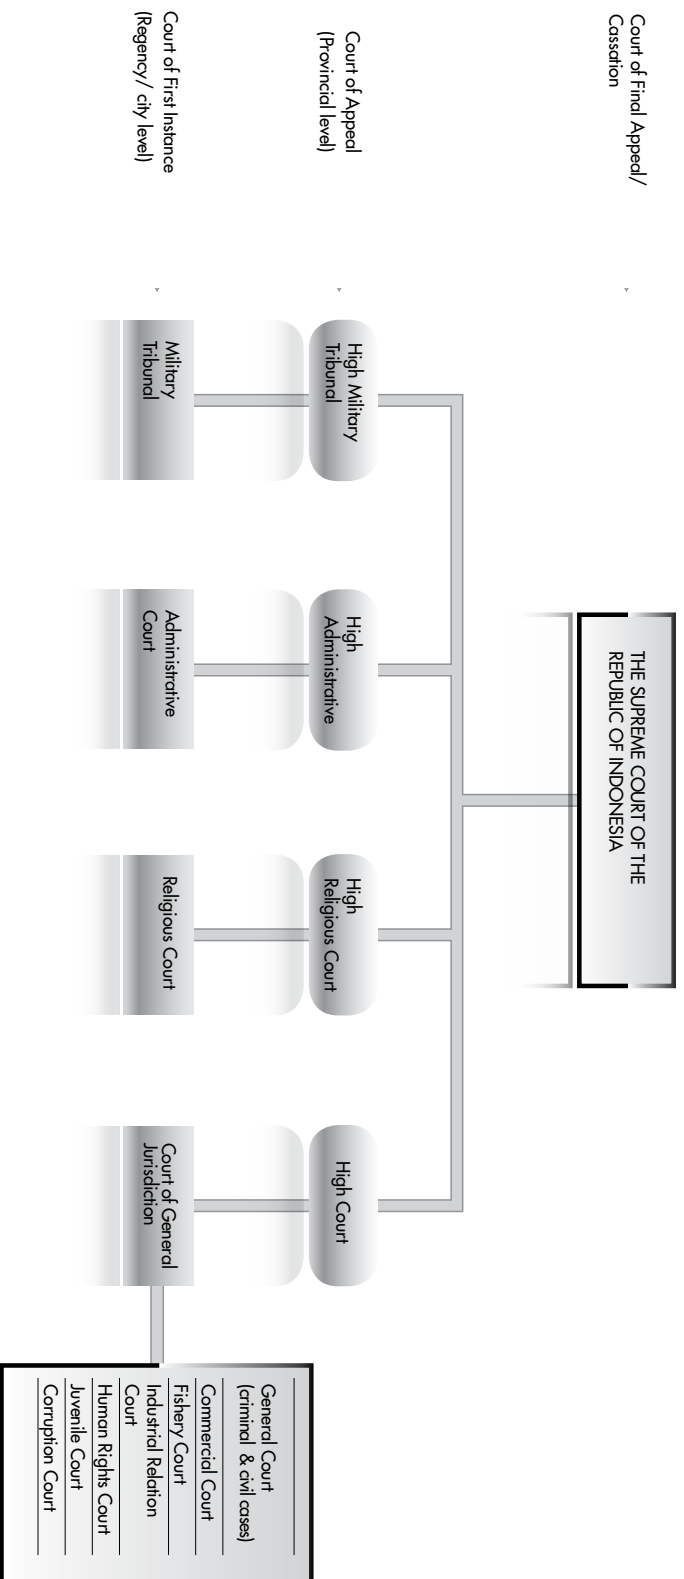 Court of Final Appeal/
Cassation
THE SUPREME COURT OF THE
REPUBLIC OF INDONESIA
Court of Appeal
(Provincial level)
High Military
Tribunal
High
Administrative
High
Religious Court
High Court
Court of First Instance
(Regency/ city level)
Military
Tribunal
Administrative
Court
Religious Court
Court of General
Jurisdiction
General Court
(criminal & civil cases)
Commercial Court
Fishery Court
Industrial Relation
Court
Human Rights Court
Juvenile Court
Corruption Court